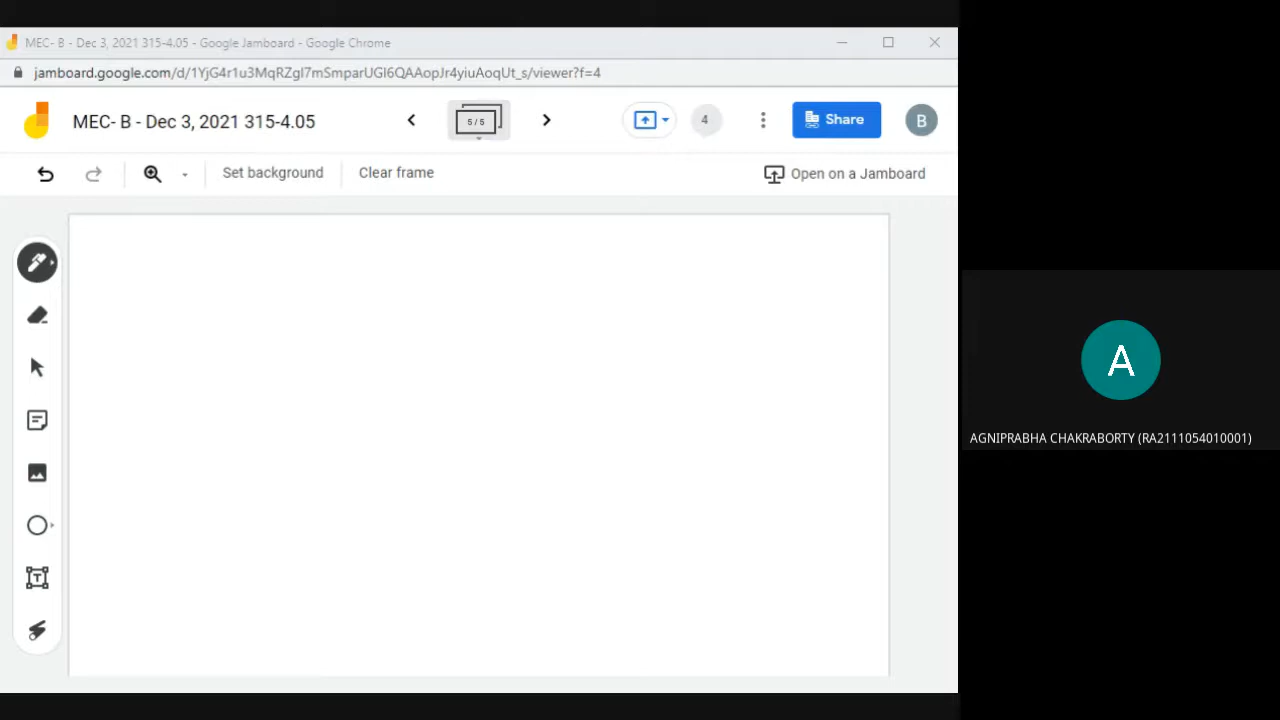 MEC- B - Dec 3, 2021 315-4.05 - Google Jamboard - Google Chrome
jamboard.google.com/d/1YjG4r1u3MqRZgI7mSmparUGI6QAAopJr4yiuAoqUt_s/viewer?f=4
MEC- B - Dec 3, 2021 315-4.05
5 / 5
4
Share
B
Set background
Clear frame
Open on a Jamboard
T
A
AGNIPRABHA CHAKRABORTY (RA2111054010001)